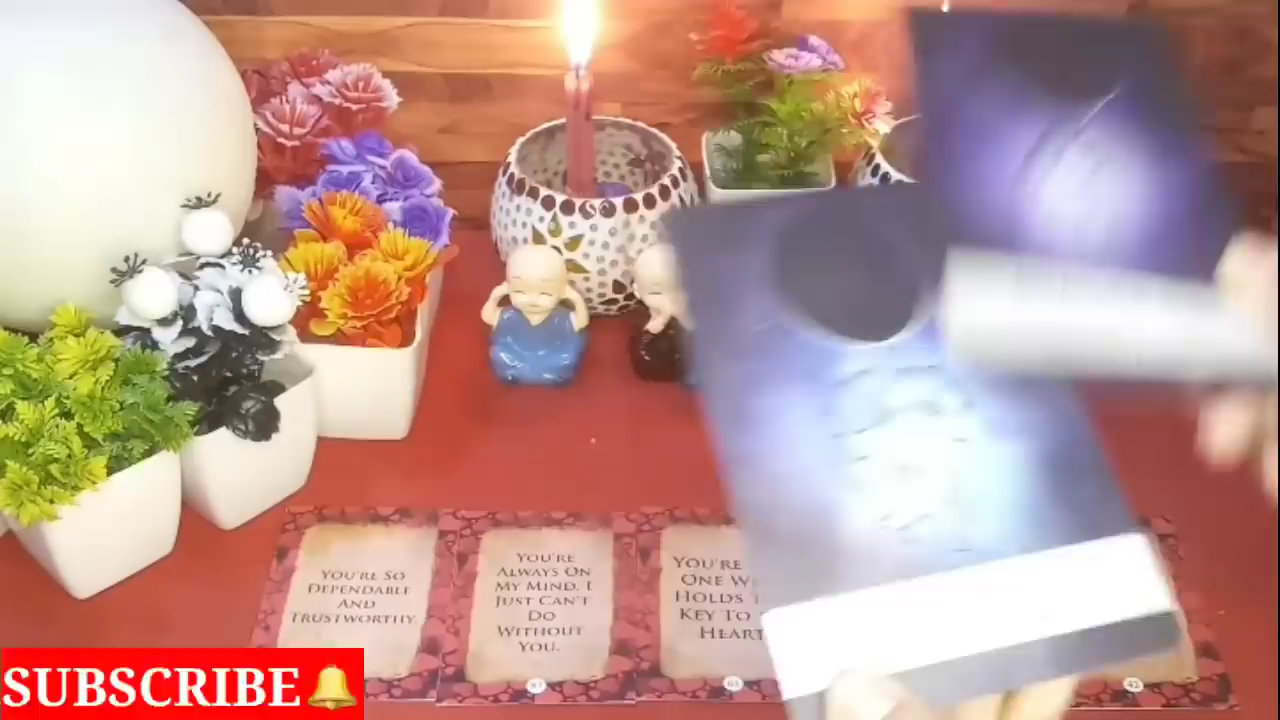 YOU'RE SO
DEPENDABLE
AND
TRUSTWORTHY.
YOU'RE
ALWAYS ON
MY MIND. I
JUST CAN'T
DO
WITHOUT
YOU.
YOU'RE
ONE
HOLDS
KEY TO
HEART
SUBSCRIBE